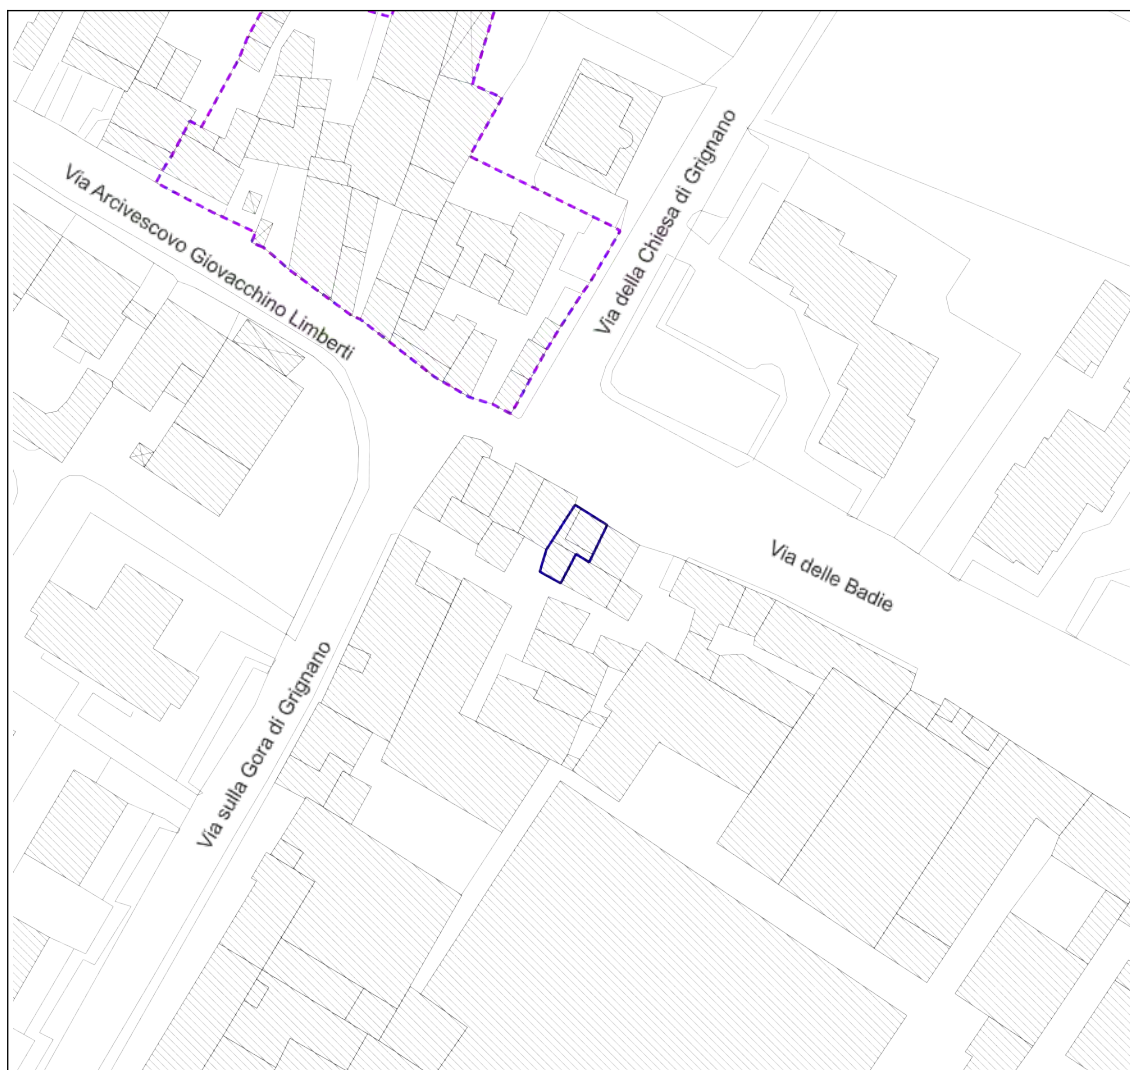 Via Arcivescovo Giovacchino Limberti
Via della Chiesa di Grignano
Via delle Badie
Via sulla Gora di Grignano